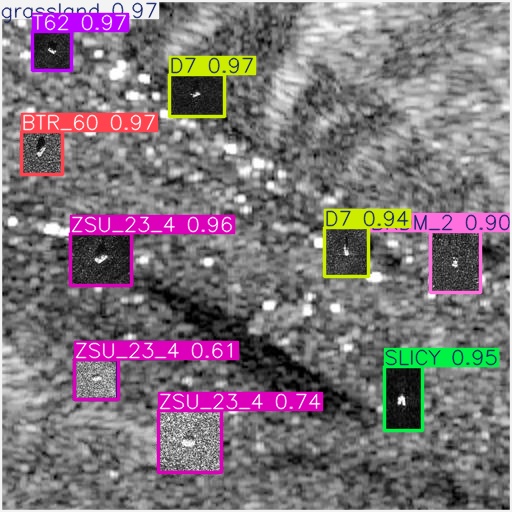 grassland 0.97
T62 0.97
D7 0.97
BTR_60 0.97
ZSU_23_4 0.96
D7 0.94
M_2 0.90
ZSU_23_4 0.61
SLICY 0.95
ZSU_23_4 0.74